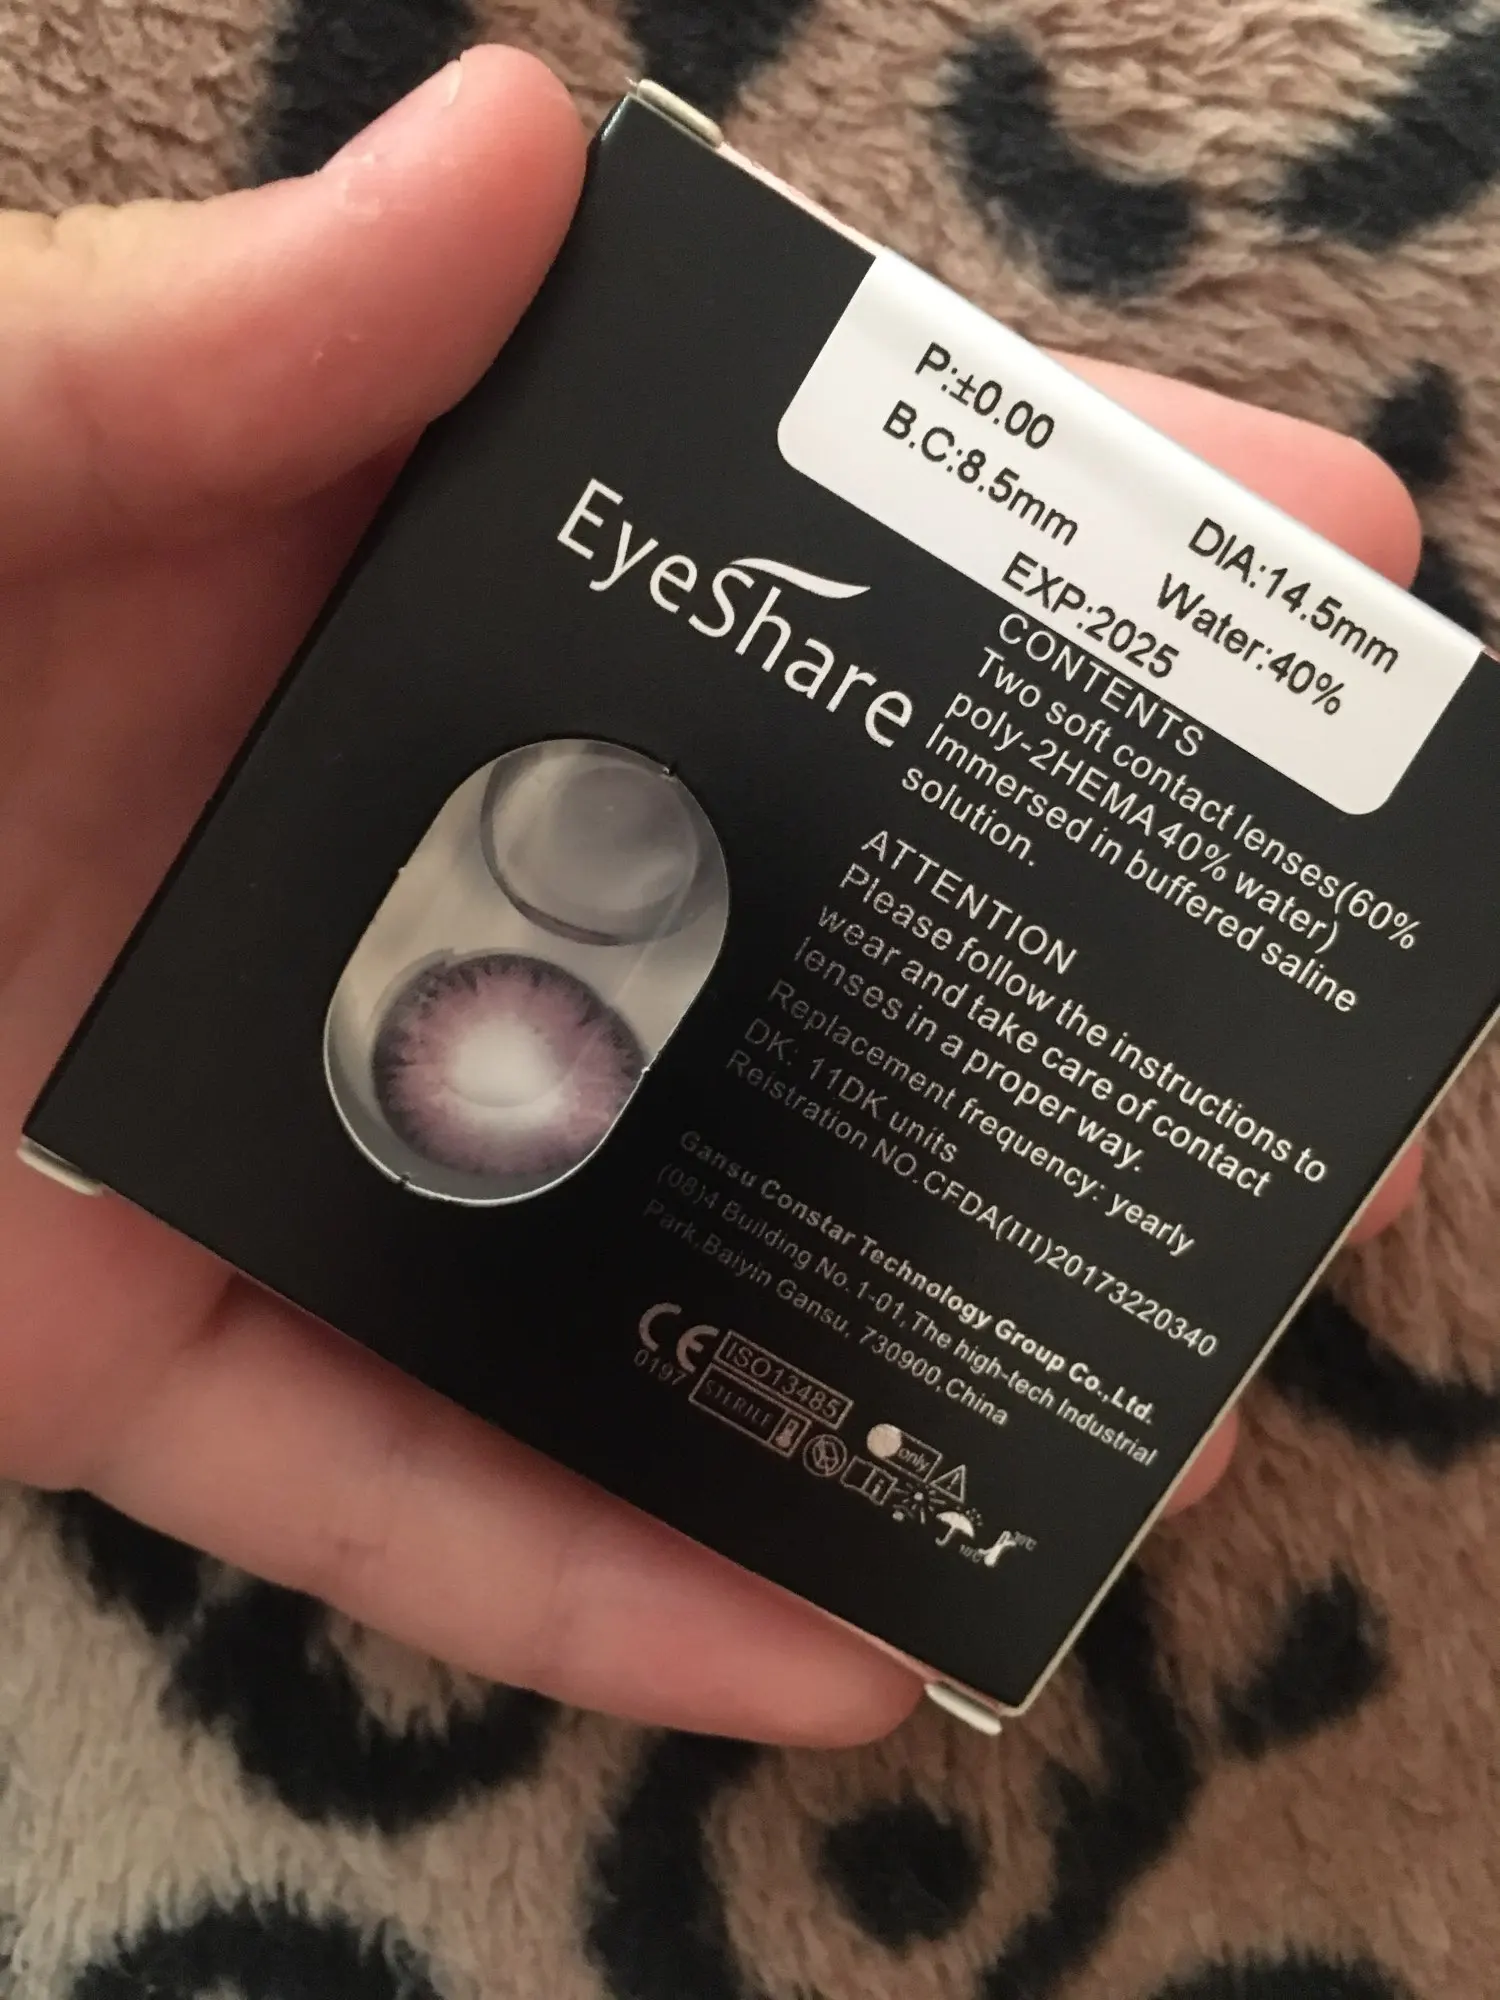 P:±0.00
DIA:14.5mm
B.C:8.5mm
Water:40%
EXP:2025
EyeShare
CONTENTS
Two soft contact lenses(60%
poly-2HEMA40% water)
Immersed in buffered saline
solution.
ATTENTION
Please follow the instructions to
wear and take care of contact
lenses in a proper way.
Replacement frequency: yearly
DK: 11DK units
Reistration NO.CFDA(III)20173220340
Gansu Constar Technology Group Co.,Ltd.
(08)4 Building No.1-01,The high-tech Industrial
Park,Baiyin Gansu, 730900,China
CE
0197
ISO13485
STERILE
only